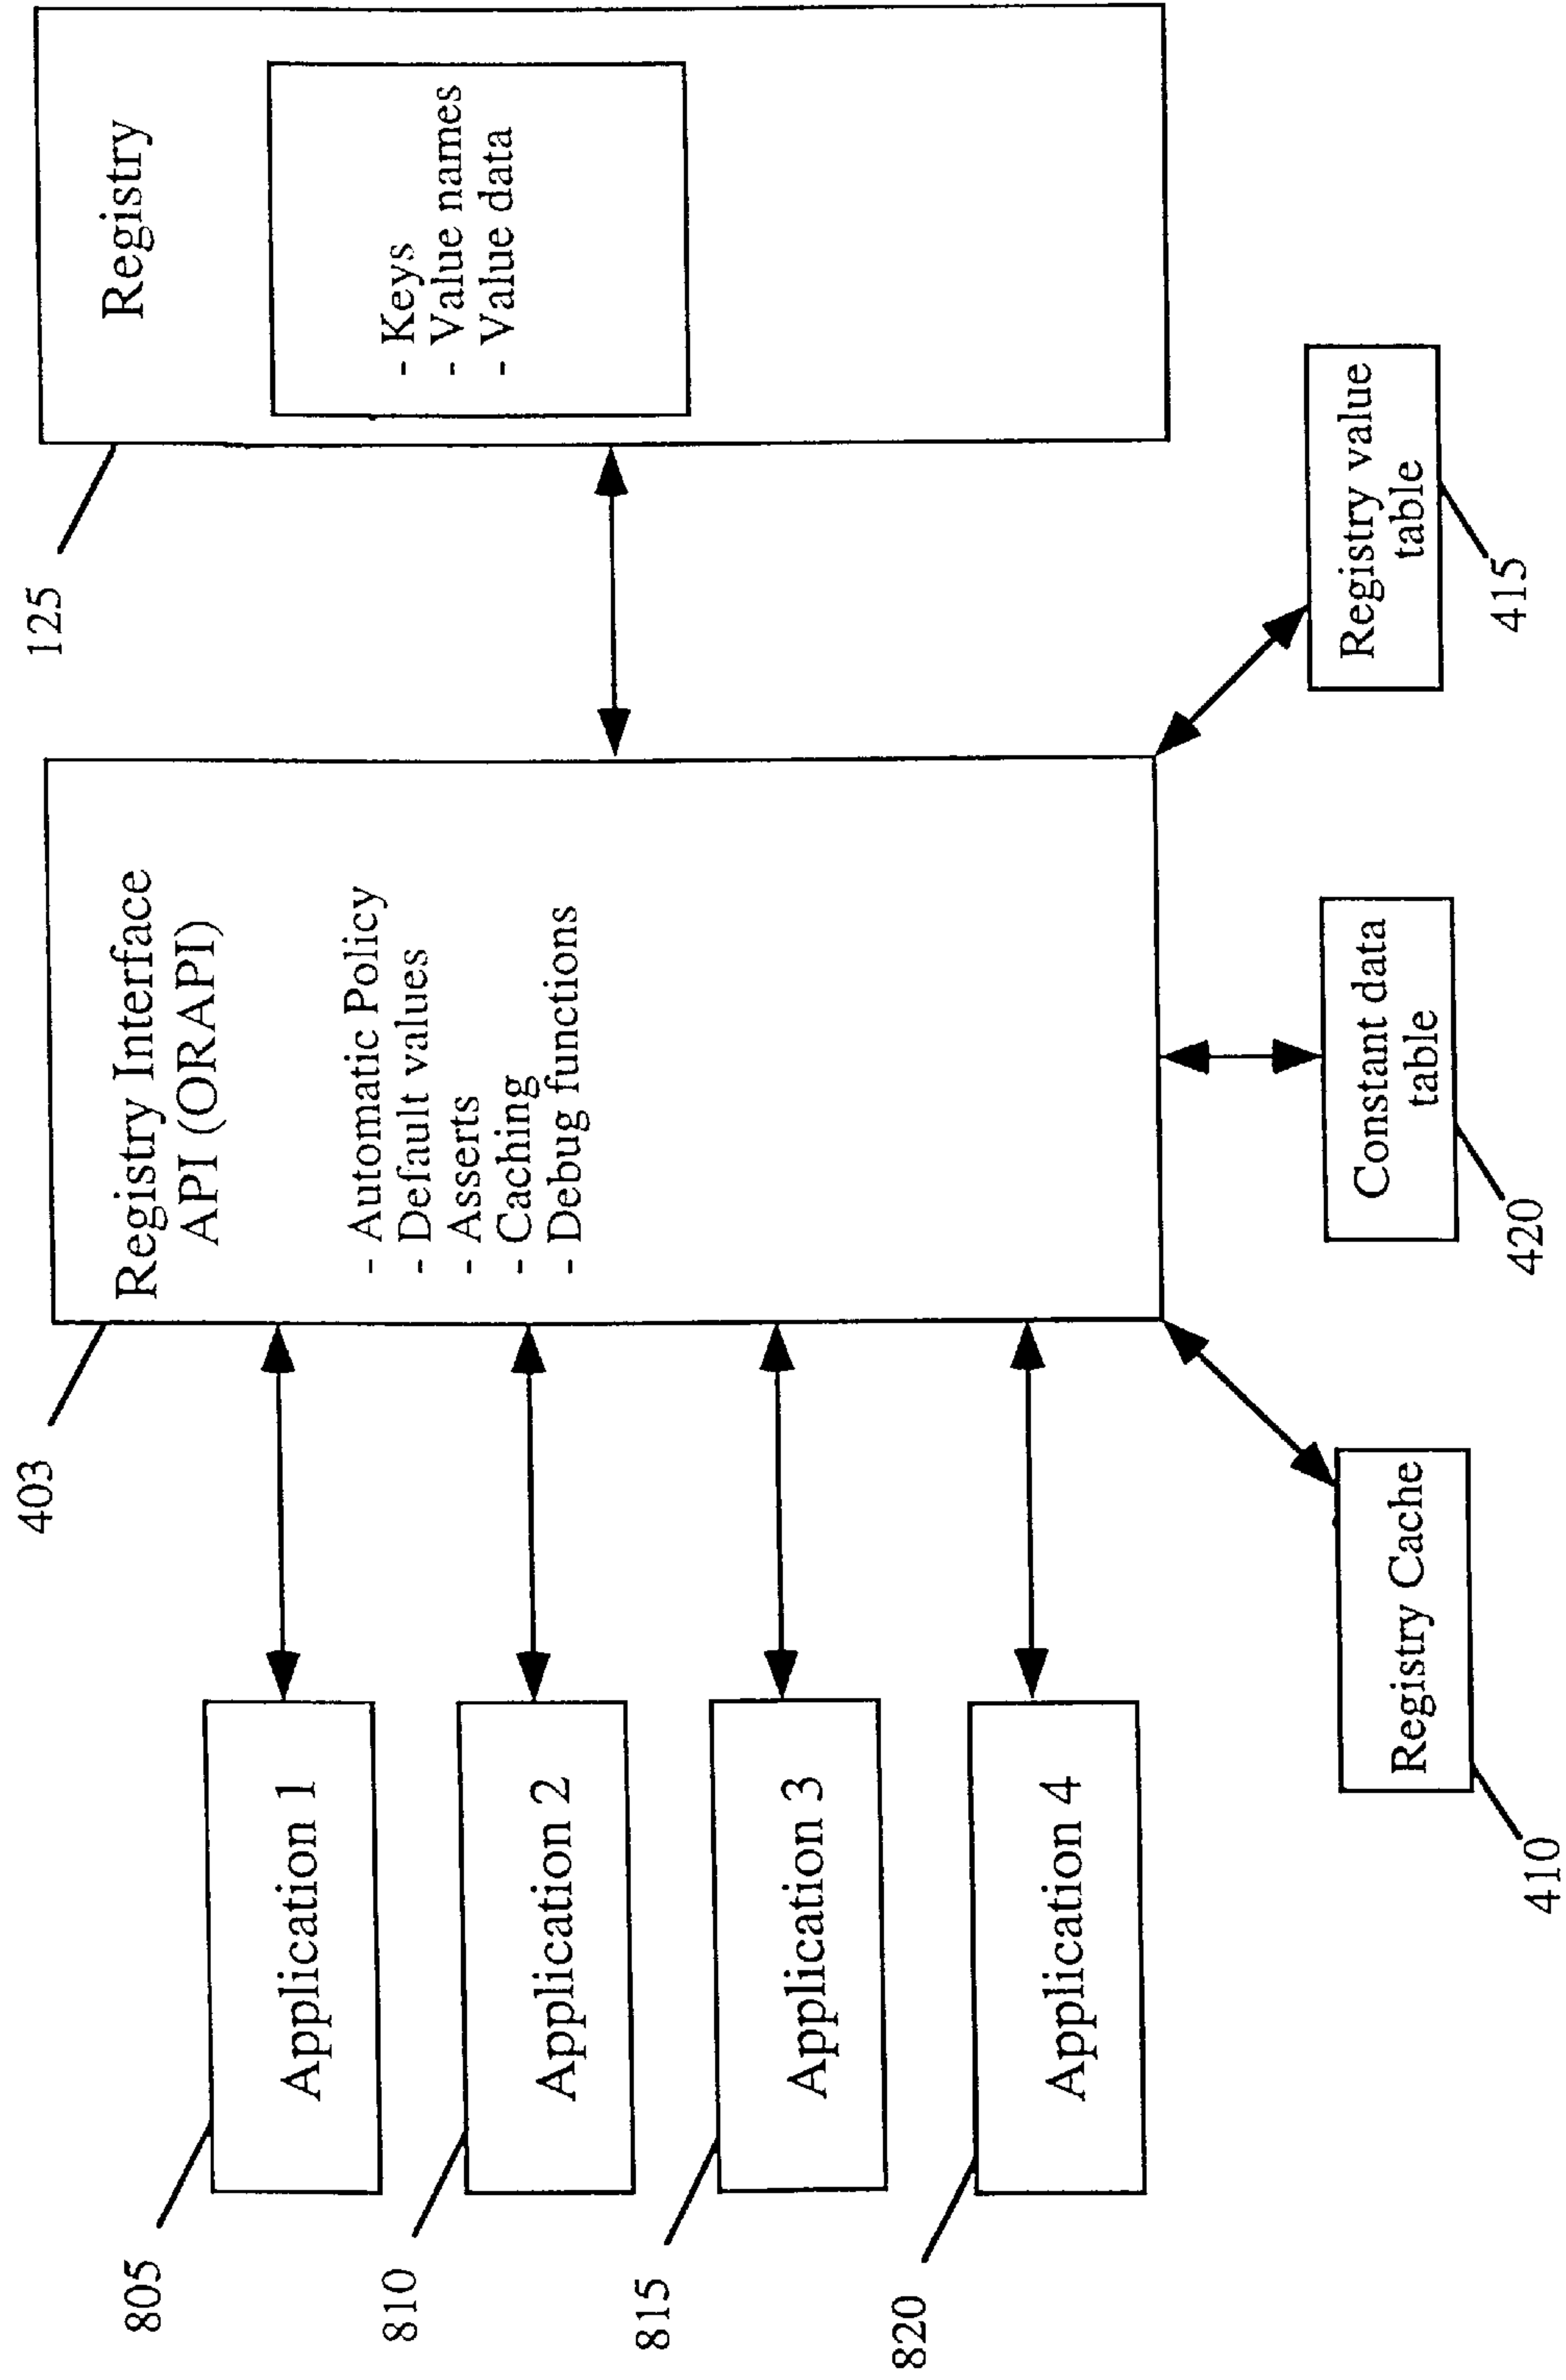 805
Application 1
810
Application 2
815
Application 3
820
Application 4
403
Registry Interface
API (ORAPI)
- Automatic Policy
- Default values
- Asserts
- Caching
- Debug functions
125
Registry
- Keys
- Value names
- Value data
Registry Cache
410
Constant data
table
420
Registry value
table
415